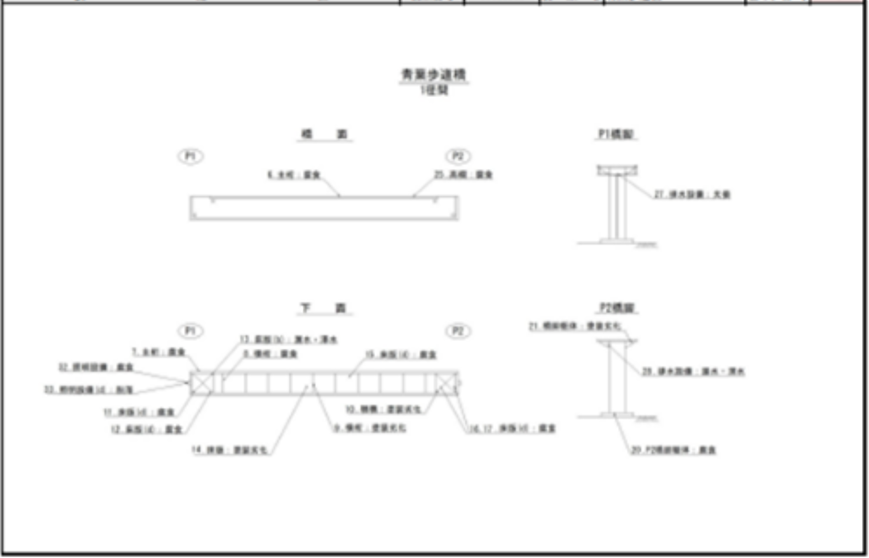 青葉歩道橋
1径間
橋 面
P1橋脚
P1
P2
6.主桁:腐食
25.高欄:腐食
27.排水設備:欠損
下 面
P2橋脚
P1
P2
21.橋脚躯体:塗装劣化
13.床版(b):漏水・滞水
7.主桁:腐食
8.横桁:腐食
15.床版(d):腐食
32.照明設備:腐食
28.排水設備:漏水・滞水
33.照明設備(d):
11.床版(d):腐食
10.縦桁:塗装劣化
12.床版(d):腐食
9.横桁:塗装劣化
16,17.床版(d):腐食
14.床版:塗装劣化
20.P2橋脚躯体:腐食